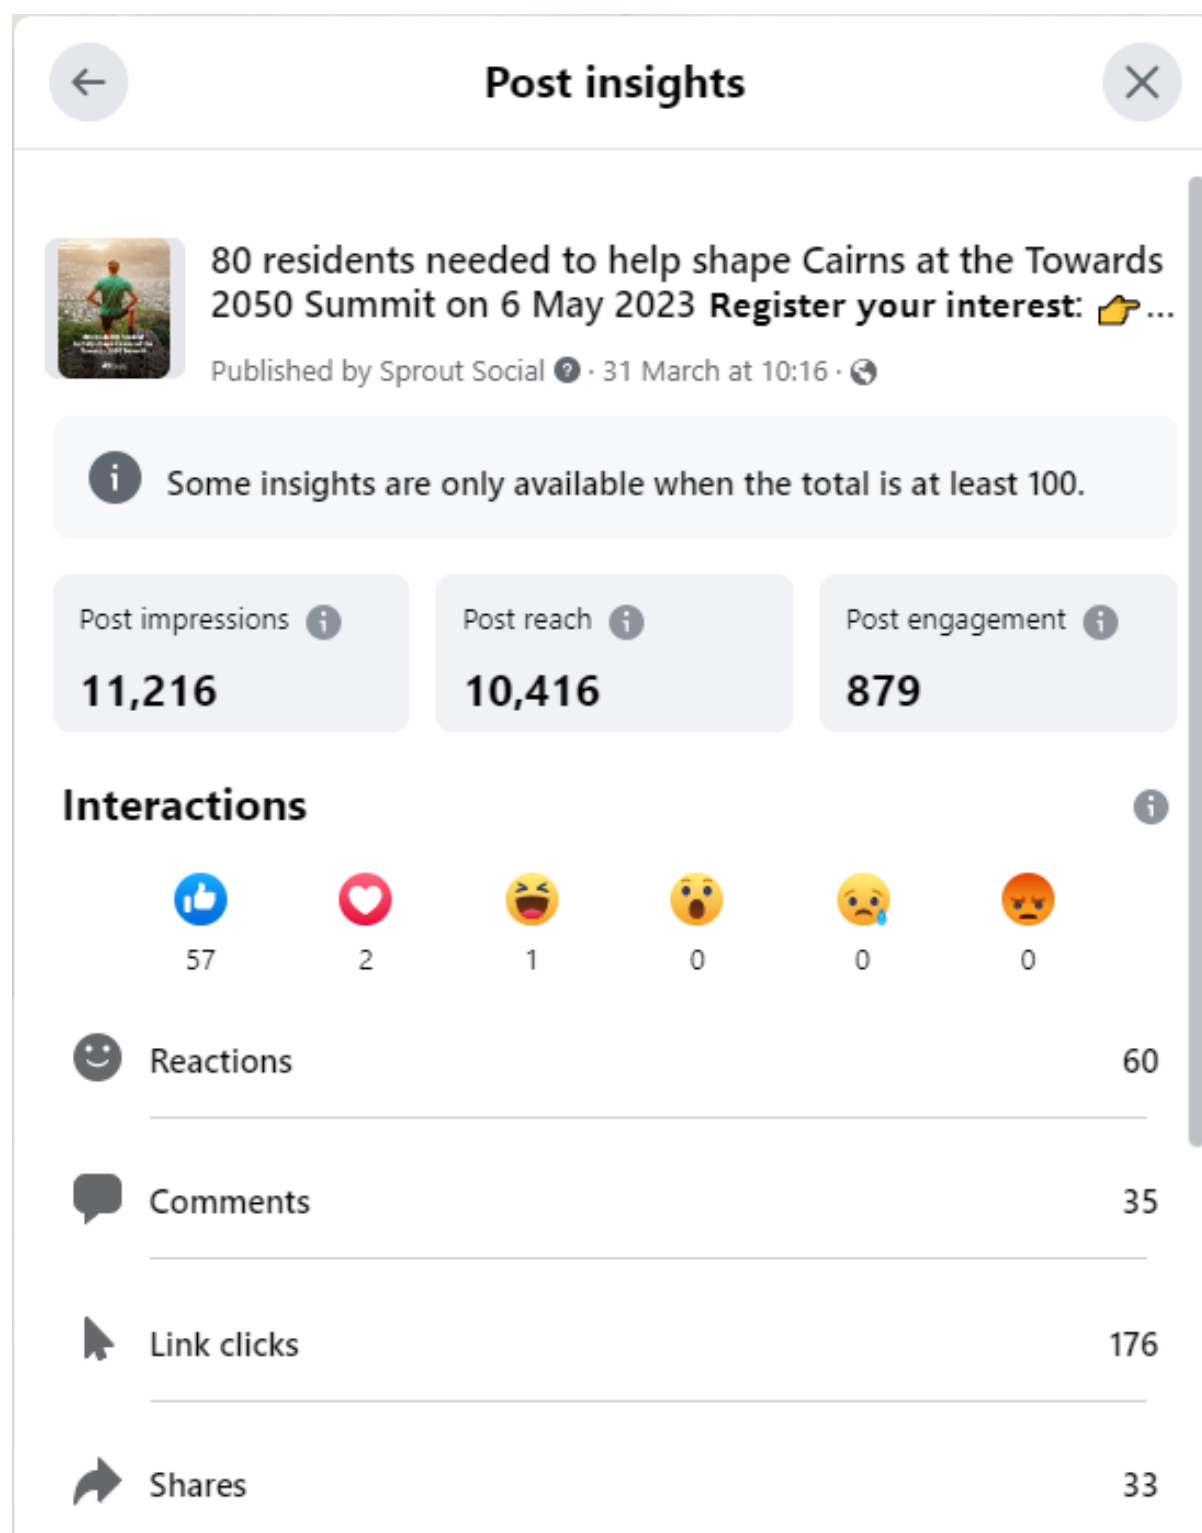 Post insights
80 residents needed to help shape Cairns at the Towards
2050 Summit on 6 May 2023 Register your interest: 👉...
Published by Sprout Social · 31 March at 10:16 ·
Some insights are only available when the total is at least 100.
Post impressions Post reach Post engagement
11,216 10,416 879
Interactions
57 2 1 0 0 0
Reactions 60
Comments 35
Link clicks 176
Shares 33